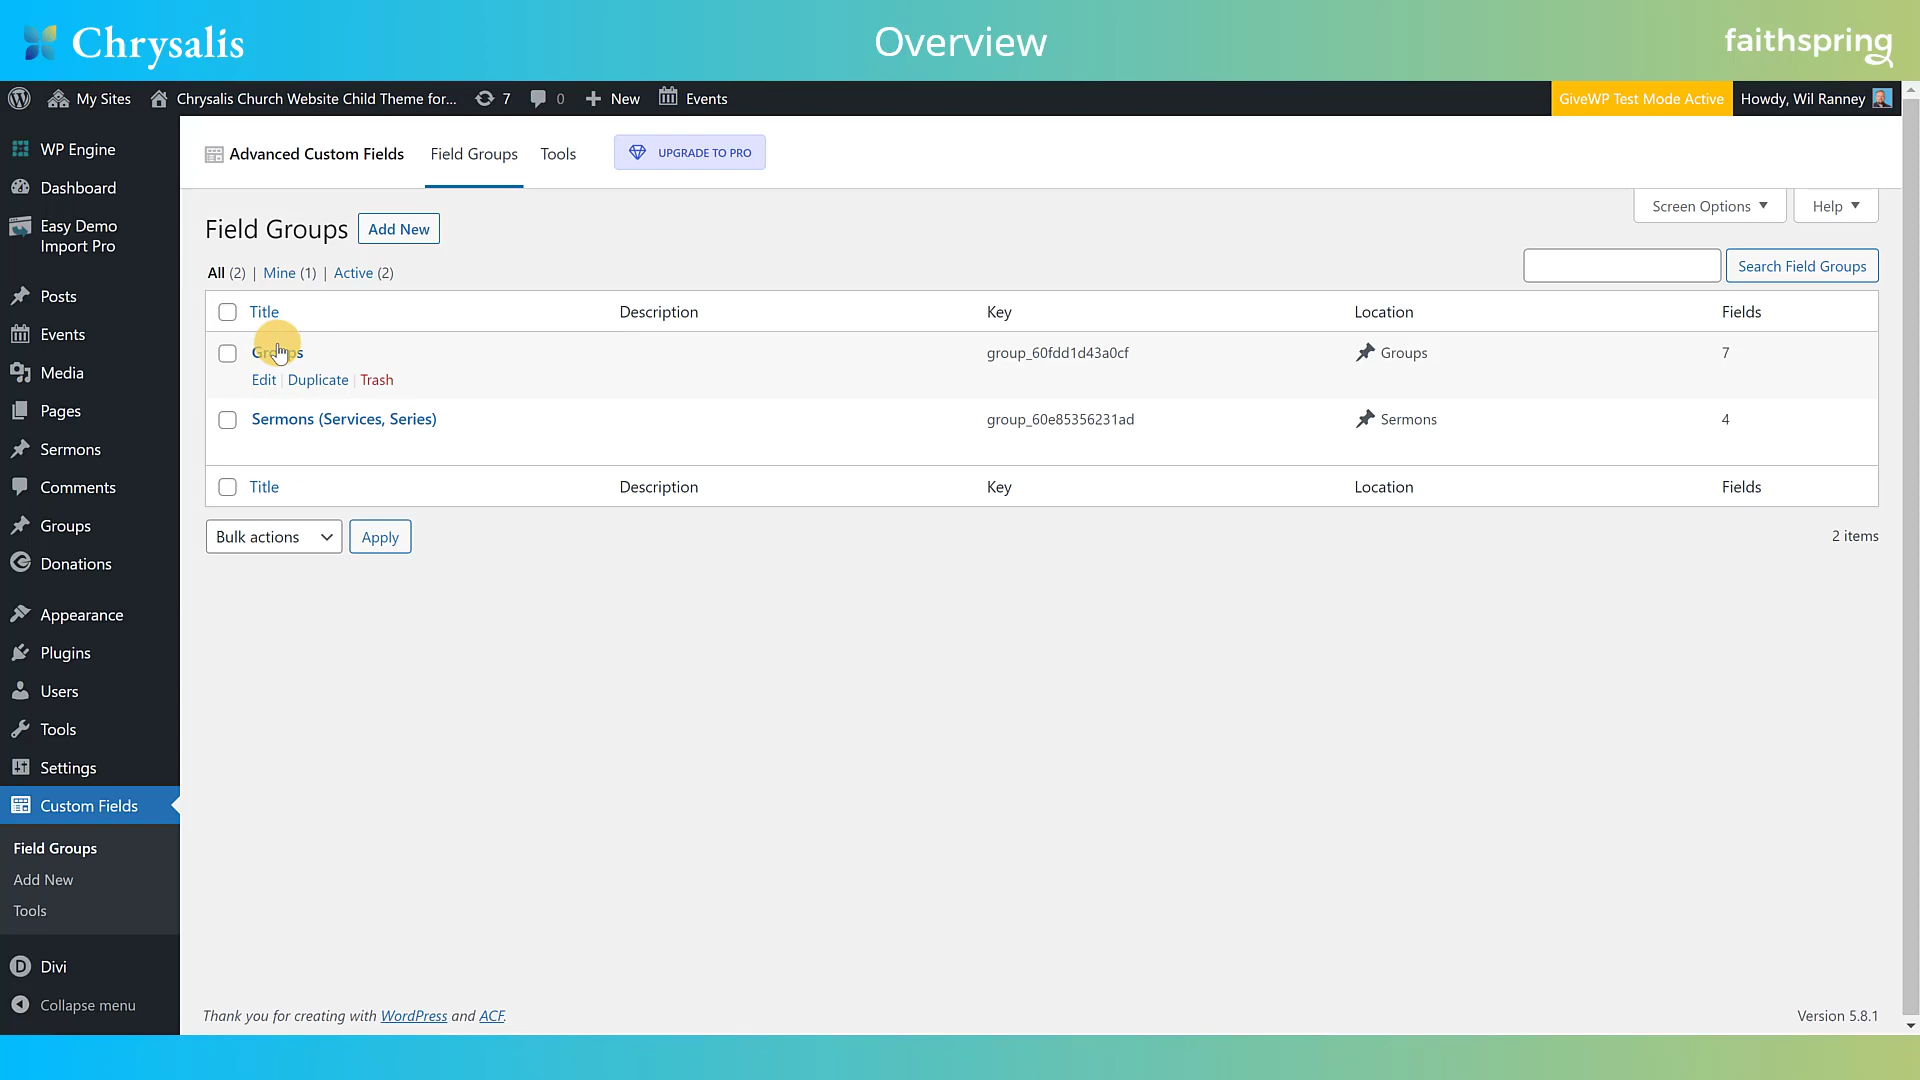 Chrysalis
Overview
faithspring
My Sites
Chrysalis Church Website Child Theme for...
7
0
New
Events
GiveWP Test Mode Active
Howdy, Wil Ranney
WP Engine
Dashboard
Easy Demo
Import Pro
Posts
Events
Media
Pages
Sermons
Comments
Groups
Donations
Appearance
Plugins
Users
Tools
Settings
Custom Fields
Field Groups
Add New
Tools
Divi
Collapse menu
Advanced Custom Fields
Field Groups
Tools
UPGRADE TO PRO
Screen Options
Help
Field Groups
Add New
All (2) | Mine (1) | Active (2)
Search Field Groups
Title Description Key Location Fields
Groups group_60fdd1d43a0cf Groups 7
Edit | Duplicate | Trash
Sermons (Services, Series) group_60e85356231ad Sermons 4
Title Description Key Location Fields
Bulk actions
Apply
2 items
Thank you for creating with WordPress and ACF.
Version 5.8.1